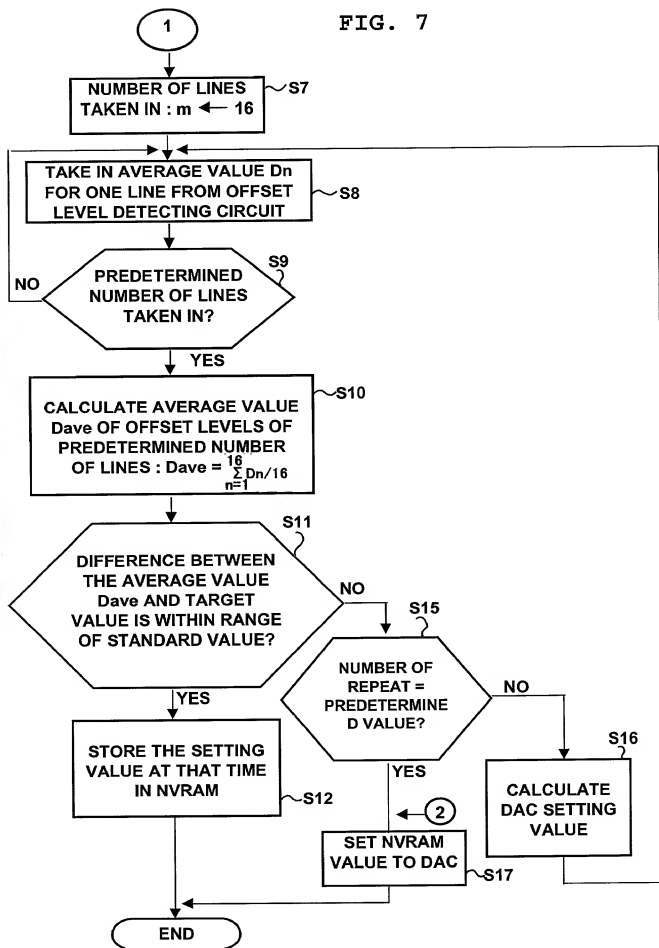 FIG. 7
1
NUMBER OF LINES
TAKEN IN : m ← 16
S7
TAKE IN AVERAGE VALUE Dn
FOR ONE LINE FROM OFFSET
LEVEL DETECTING CIRCUIT
S8
S9
NO
PREDETERMINED
NUMBER OF LINES
TAKEN IN?
YES
S10
CALCULATE AVERAGE VALUE
Dave OF OFFSET LEVELS OF
PREDETERMINED NUMBER
OF LINES : Dave = 16 Σ Dn/16
n=1
S11
DIFFERENCE BETWEEN
THE AVERAGE VALUE
Dave AND TARGET
VALUE IS WITHIN RANGE
OF STANDARD VALUE?
NO
YES
S15
NUMBER OF
REPEAT =
PREDETERMINE
D VALUE?
NO
YES
STORE THE SETTING
VALUE AT THAT TIME
IN NVRAM
S12
S16
CALCULATE
DAC SETTING
VALUE
2
SET NVRAM
VALUE TO DAC
S17
END